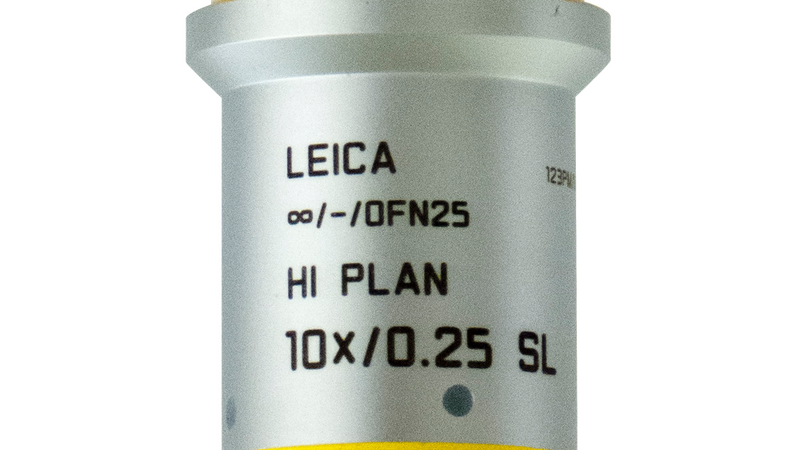 LEICA
∞/-/OFN25
HI PLAN
10x/0.25 SL